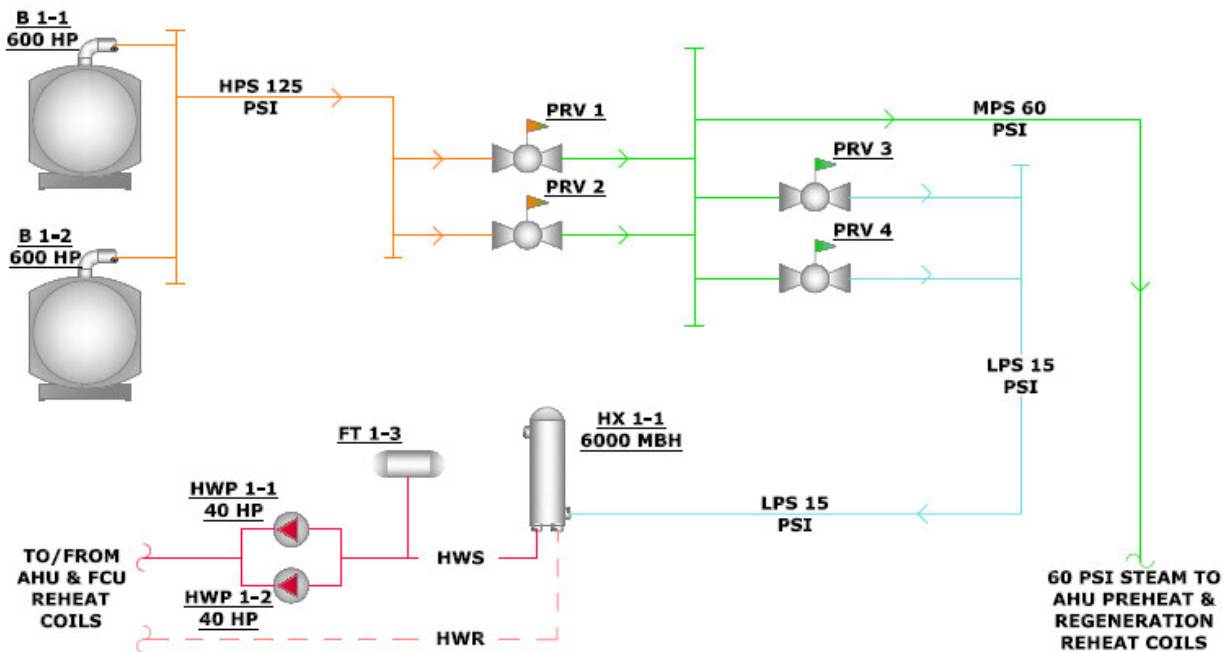 B 1-1
600 HP
HPS 125
PSI
PRV 1
MPS 60
PSI
PRV 3
PRV 2
B 1-2
600 HP
PRV 4
LPS 15
PSI
HX 1-1
6000 MBH
FT 1-3
HWP 1-1
40 HP
LPS 15
PSI
TO/FROM
AHU & FCU
REHEAT
COILS
HWS
HWP 1-2
40 HP
HWR
60 PSI STEAM TO
AHU PREHEAT &
REGENERATION
REHEAT COILS